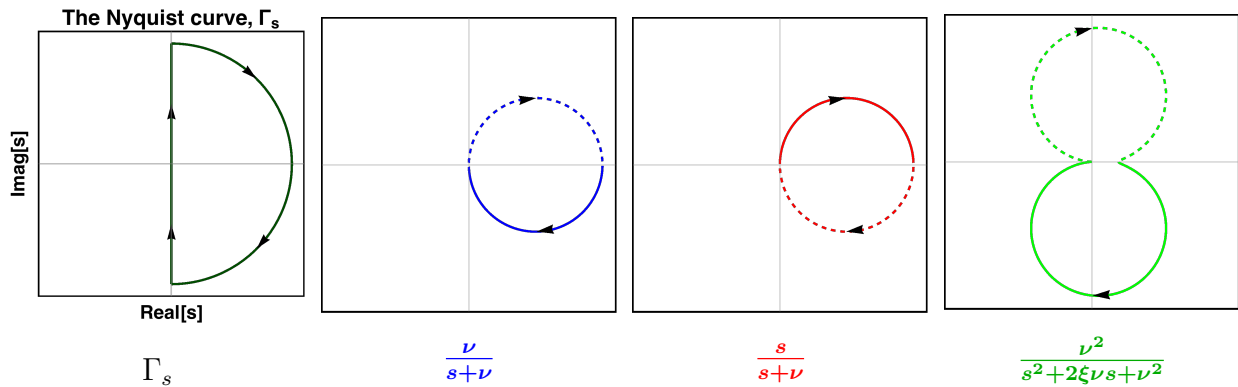 The Nyquist curve, Γₛ
Imag[s]
Real[s]
Γₛ
ν/(s+ν)
s/(s+ν)
ν²/(s²+2ξνs+ν²)